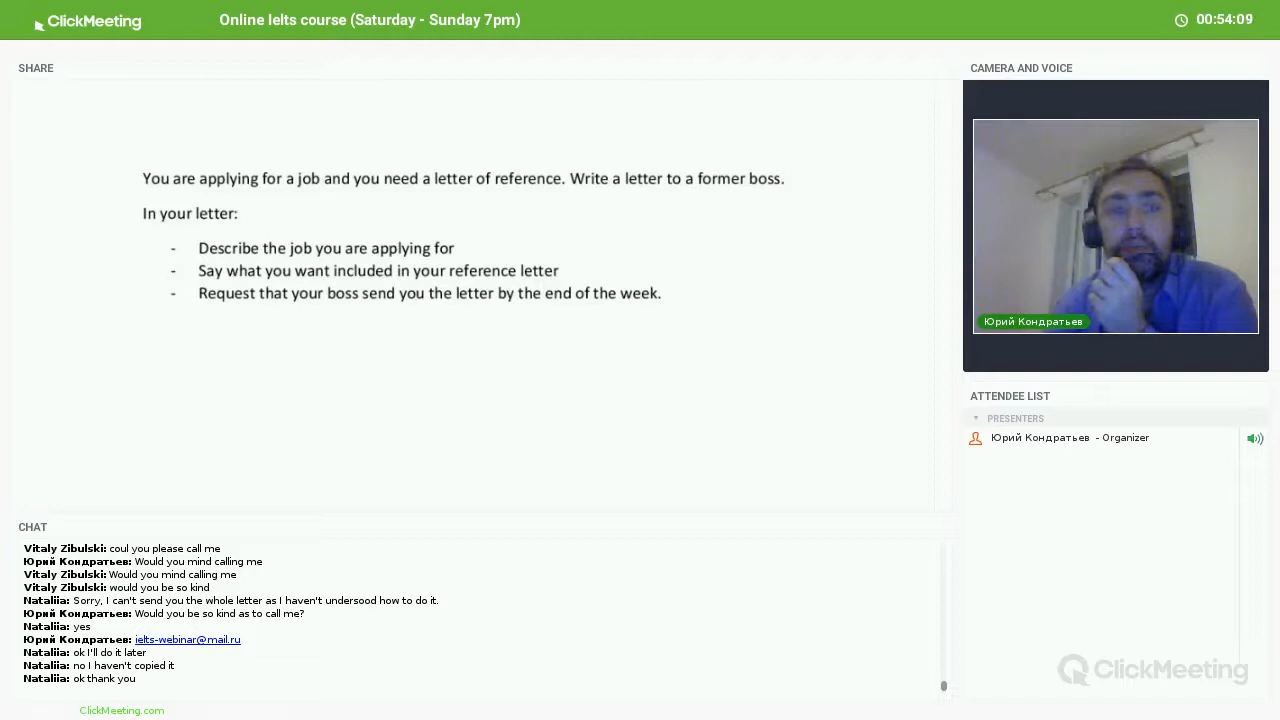 ClickMeeting
Online Ielts course (Saturday - Sunday 7pm)
00:54:09
SHARE
You are applying for a job and you need a letter of reference. Write a letter to a former boss.
In your letter:
- Describe the job you are applying for
- Say what you want included in your reference letter
- Request that your boss send you the letter by the end of the week.
CAMERA AND VOICE
Юрий Кондратьев
ATTENDEE LIST
PRESENTERS
Юрий Кондратьев - Organizer
CHAT
Vitaly Zibulski: coul you please call me
Юрий Кондратьев: Would you mind calling me
Vitaly Zibulski: Would you mind calling me
Vitaly Zibulski: would you be so kind
Nataliia: Sorry, I can't send you the whole letter as I haven't undersood how to do it.
Юрий Кондратьев: Would you be so kind as to call me?
Nataliia: yes
Юрий Кондратьев: ielts-webinar@mail.ru
Nataliia: ok I'll do it later
Nataliia: no I haven't copied it
Nataliia: ok thank you
ClickMeeting
ClickMeeting.com